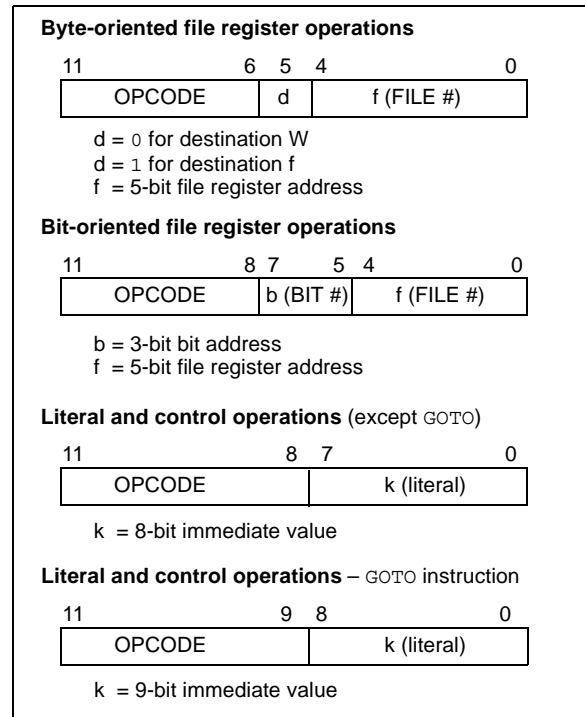 Byte-oriented file register operations
11 6 5 4 0
OPCODE d f (FILE #)
d = 0 for destination W
d = 1 for destination f
f = 5-bit file register address
Bit-oriented file register operations
11 8 7 5 4 0
OPCODE b (BIT #) f (FILE #)
b = 3-bit bit address
f = 5-bit file register address
Literal and control operations (except GOTO)
11 8 7 0
OPCODE k (literal)
k = 8-bit immediate value
Literal and control operations – GOTO instruction
11 9 8 0
OPCODE k (literal)
k = 9-bit immediate value